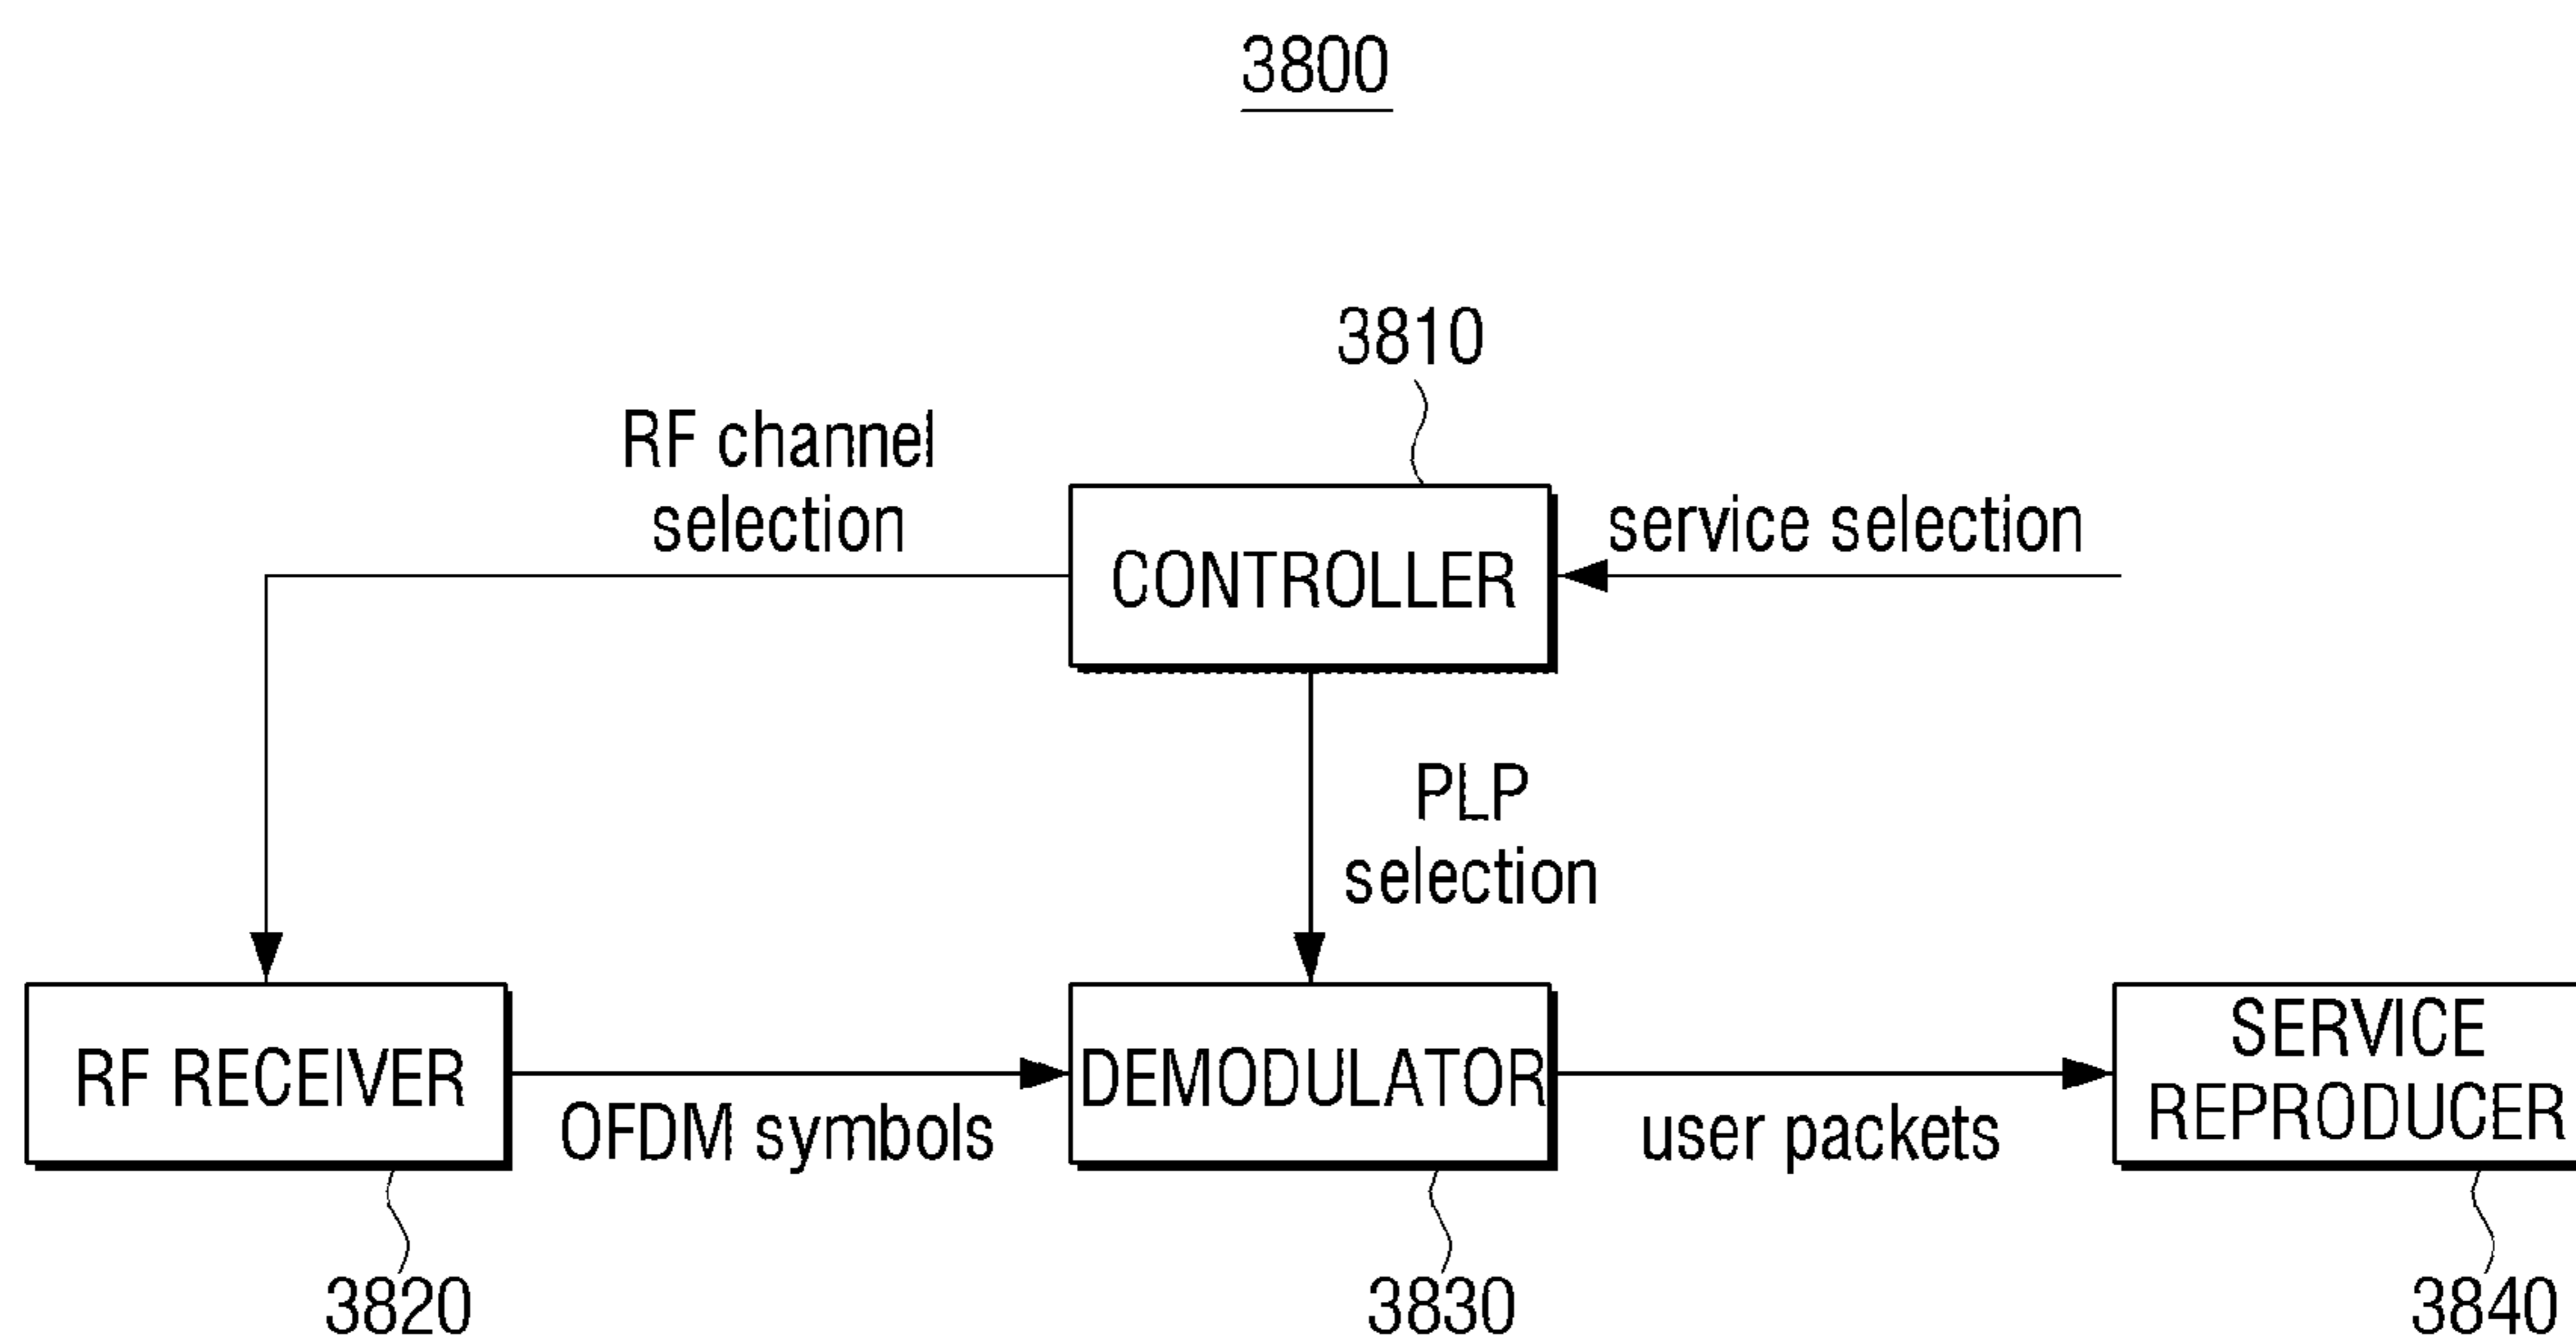 3800
3810
RF channel
selection
CONTROLLER
service selection
PLP
selection
RF RECEIVER
OFDM symbols
DEMODULATOR
user packets
SERVICE
REPRODUCER
3820
3830
3840